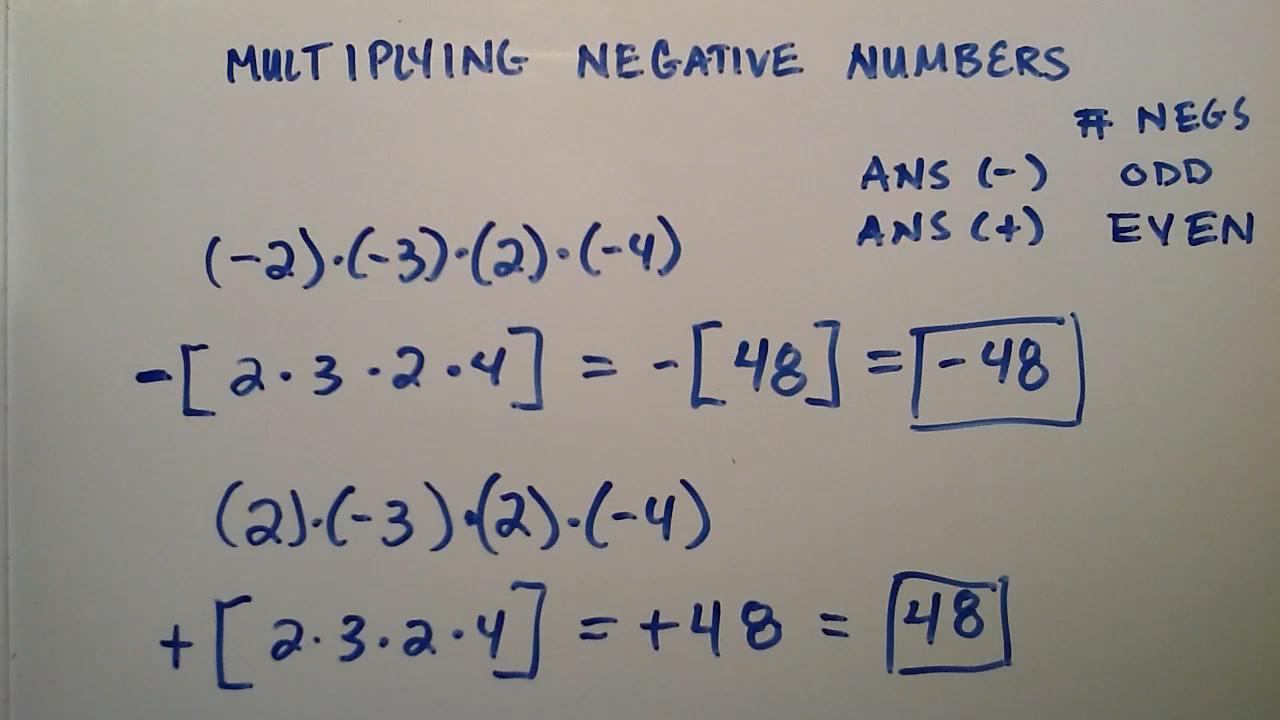 MULTIPLYING NEGATIVE NUMBERS
# NEGS
ANS (-) ODD
ANS (+) EVEN
(-2)·(-3)·(2)·(-4)
-[2·3·2·4] = -[48] = -48
(2)·(-3)·(2)·(-4)
+[2·3·2·4] = +48 = 48